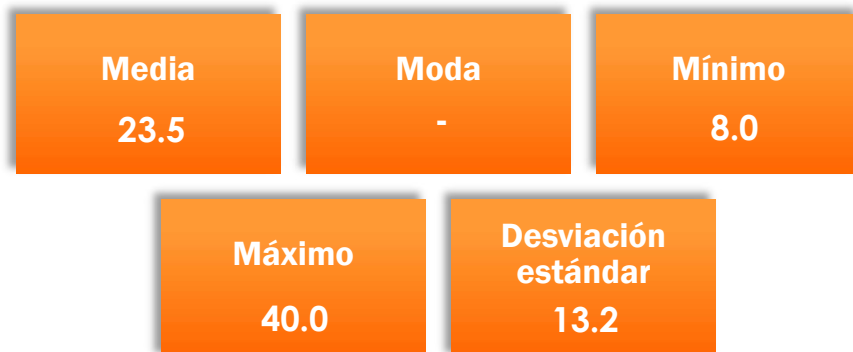 Media
23.5
Moda
-
Mínimo
8.0
Máximo
40.0
Desviación
estándar
13.2